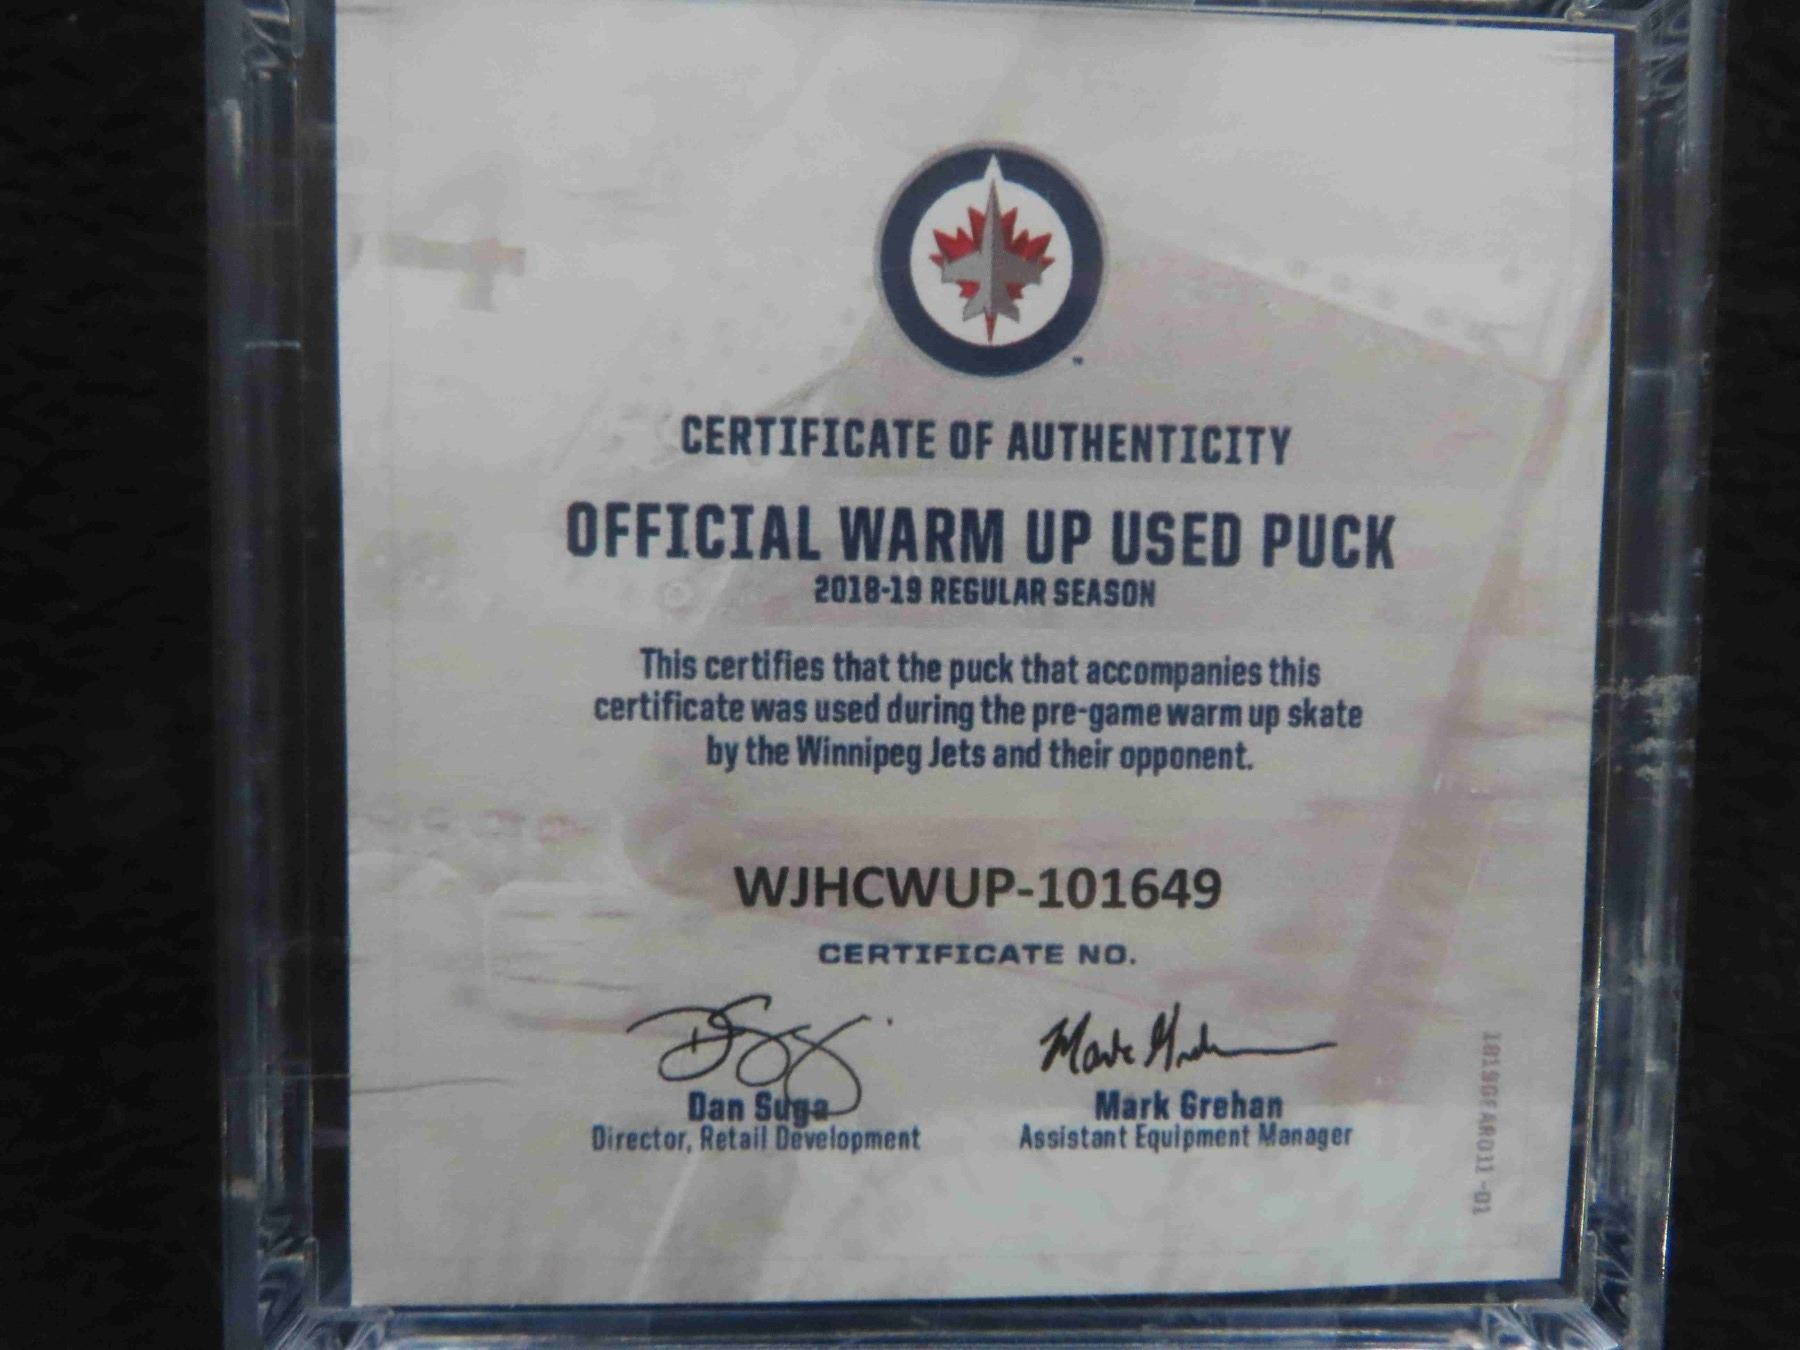 CERTIFICATE OF AUTHENTICITY
OFFICIAL WARM UP USED PUCK
2018-19 REGULAR SEASON
This certifies that the puck that accompanies this
certificate was used during the pre-game warm up skate
by the Winnipeg Jets and their opponent.
WJHCWUP-101649
CERTIFICATE NO.
Dan Suga
Director, Retail Development
Mark Grehan
Assistant Equipment Manager